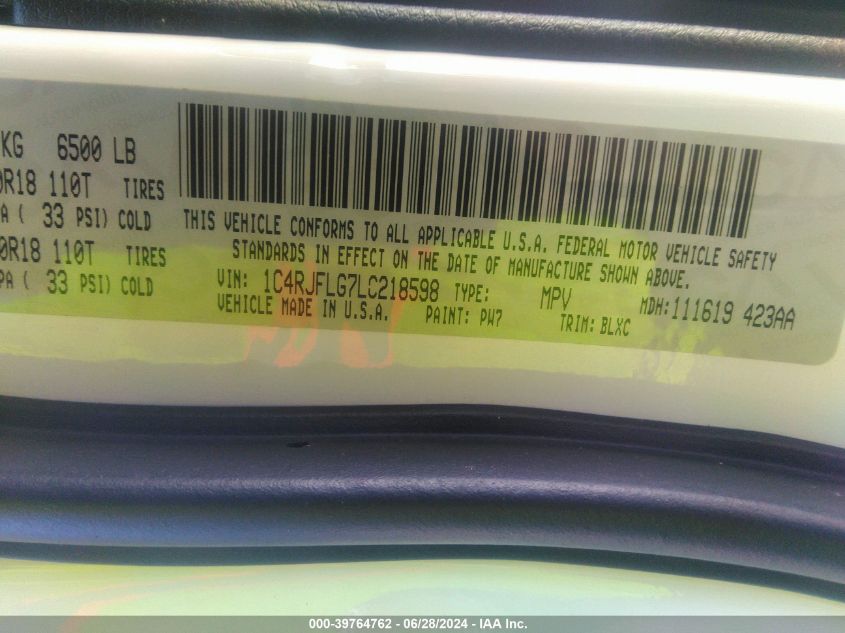 KG 6500 LB
0R18 110T TIRES
PA ( 33 PSI) COLD
0R18 110T TIRES
PA ( 33 PSI) COLD
THIS VEHICLE CONFORMS TO ALL APPLICABLE U.S.A. FEDERAL MOTOR VEHICLE SAFETY
STANDARDS IN EFFECT ON THE DATE OF MANUFACTURE SHOWN ABOVE.
VIN: 1C4RJFLG7LC218598 TYPE: MPV MDH:111619 423AA
VEHICLE MADE IN U.S.A. PAINT: PW7 TRIM: BLXC
000-39764762 - 06/28/2024 - IAA Inc.